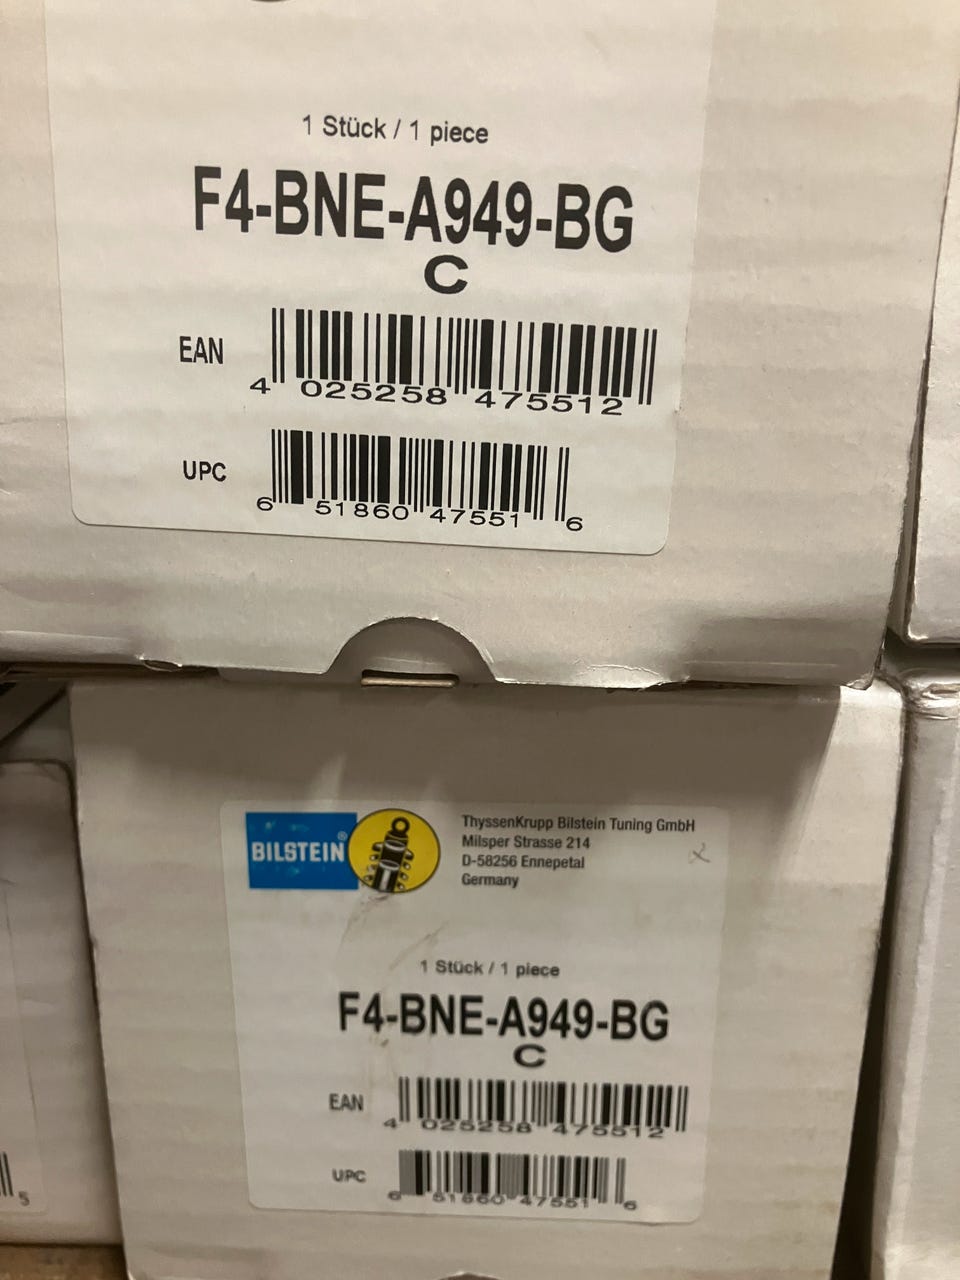 1 Stück / 1 piece
F4-BNE-A949-BG
C
EAN
4 025258 475512
UPC
6 51860 47551 6
BILSTEIN®
ThyssenKrupp Bilstein Tuning GmbH
Milsper Strasse 214
D-58256 Ennepetal
Germany
1 Stück / 1 piece
F4-BNE-A949-BG
C
EAN
4 025258 475512
UPC
6 51860 47551 6
5